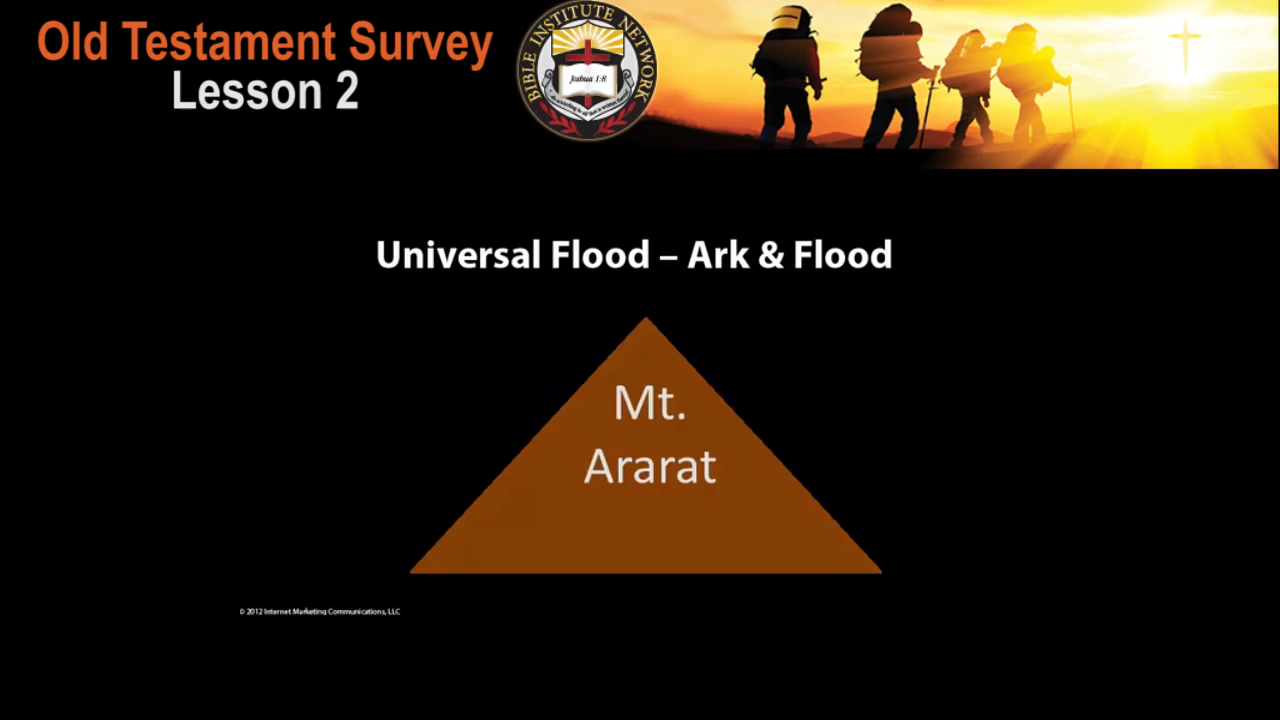 Old Testament Survey
Lesson 2
BIBLE INSTITUTE NETWORK
Joshua 1:8
Universal Flood – Ark & Flood
Mt.
Ararat
© 2012 Internet Marketing Communications, LLC